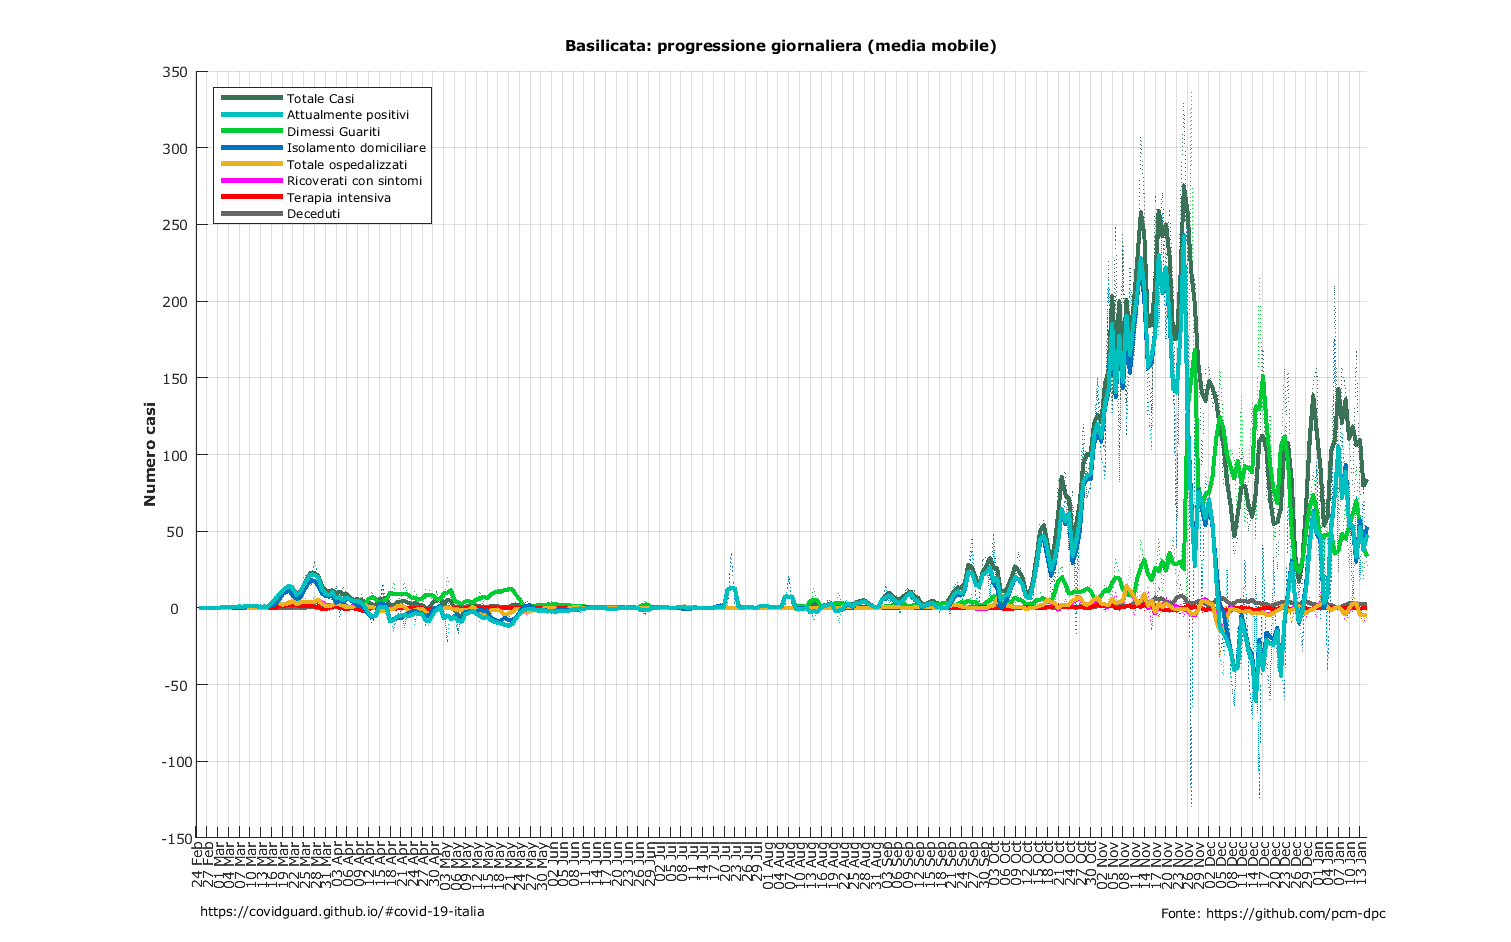 Basilicata: progressione giornaliera (media mobile)
Totale Casi
Attualmente positivi
Dimessi Guariti
Isolamento domiciliare
Totale ospedalizzati
Ricoverati con sintomi
Terapia intensiva
Deceduti
Numero casi
350
300
250
200
150
100
50
0
-50
-100
-150
24 Feb
27 Feb
01 Mar
04 Mar
07 Mar
10 Mar
13 Mar
16 Mar
19 Mar
22 Mar
25 Mar
28 Mar
31 Mar
03 Apr
06 Apr
09 Apr
12 Apr
15 Apr
18 Apr
21 Apr
24 Apr
27 Apr
30 Apr
03 May
06 May
09 May
12 May
15 May
18 May
21 May
24 May
27 May
30 May
02 Jun
05 Jun
08 Jun
11 Jun
14 Jun
17 Jun
20 Jun
23 Jun
26 Jun
29 Jun
02 Jul
05 Jul
08 Jul
11 Jul
14 Jul
17 Jul
20 Jul
23 Jul
26 Jul
29 Jul
01 Aug
04 Aug
07 Aug
10 Aug
13 Aug
16 Aug
19 Aug
22 Aug
25 Aug
28 Aug
31 Aug
03 Sep
06 Sep
09 Sep
12 Sep
15 Sep
18 Sep
21 Sep
24 Sep
27 Sep
30 Sep
03 Oct
06 Oct
09 Oct
12 Oct
15 Oct
18 Oct
21 Oct
24 Oct
27 Oct
30 Oct
02 Nov
05 Nov
08 Nov
11 Nov
14 Nov
17 Nov
20 Nov
23 Nov
26 Nov
29 Nov
02 Dec
05 Dec
08 Dec
11 Dec
14 Dec
17 Dec
20 Dec
23 Dec
26 Dec
29 Dec
01 Jan
04 Jan
07 Jan
10 Jan
13 Jan
https://covidguard.github.io/#covid-19-italia
Fonte: https://github.com/pcm-dpc